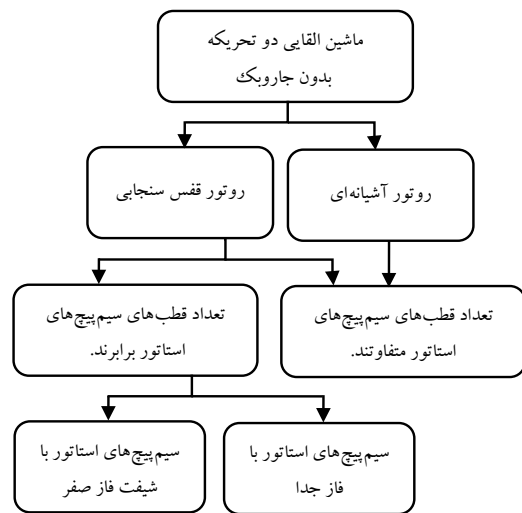 ماشین القایی دو تحریکه
بدون جاروبک
روتور آشیانه‌ای
روتور قفس سنجابی
تعداد قطب‌های سیم‌پیچ‌های
استاتور متفاوتند.
تعداد قطب‌های سیم‌پیچ‌های
استاتور برابرند.
سیم‌پیچ‌های استاتور با
فاز جدا
سیم‌پیچ‌های استاتور با
شیفت فاز صفر